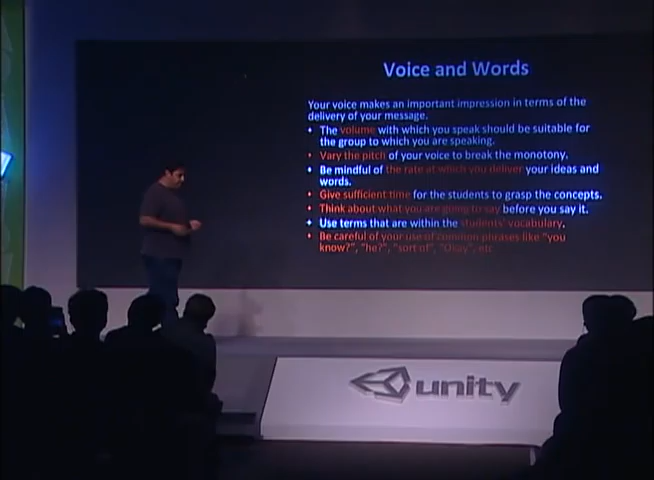 Voice and Words
Your voice makes an important impression in terms of the
delivery of your message.
• The volume with which you speak should be suitable for
the group to which you are speaking.
• Vary the pitch of your voice to break the monotony.
• Be mindful of the rate at which you deliver your ideas and
words.
• Give sufficient time for the students to grasp the concepts.
• Think about what you are going to say before you say it.
• Use terms that are within the students' vocabulary.
• Be careful of your use of common phrases like "you
know?", "he?", "sort of", "Okay", etc
unity